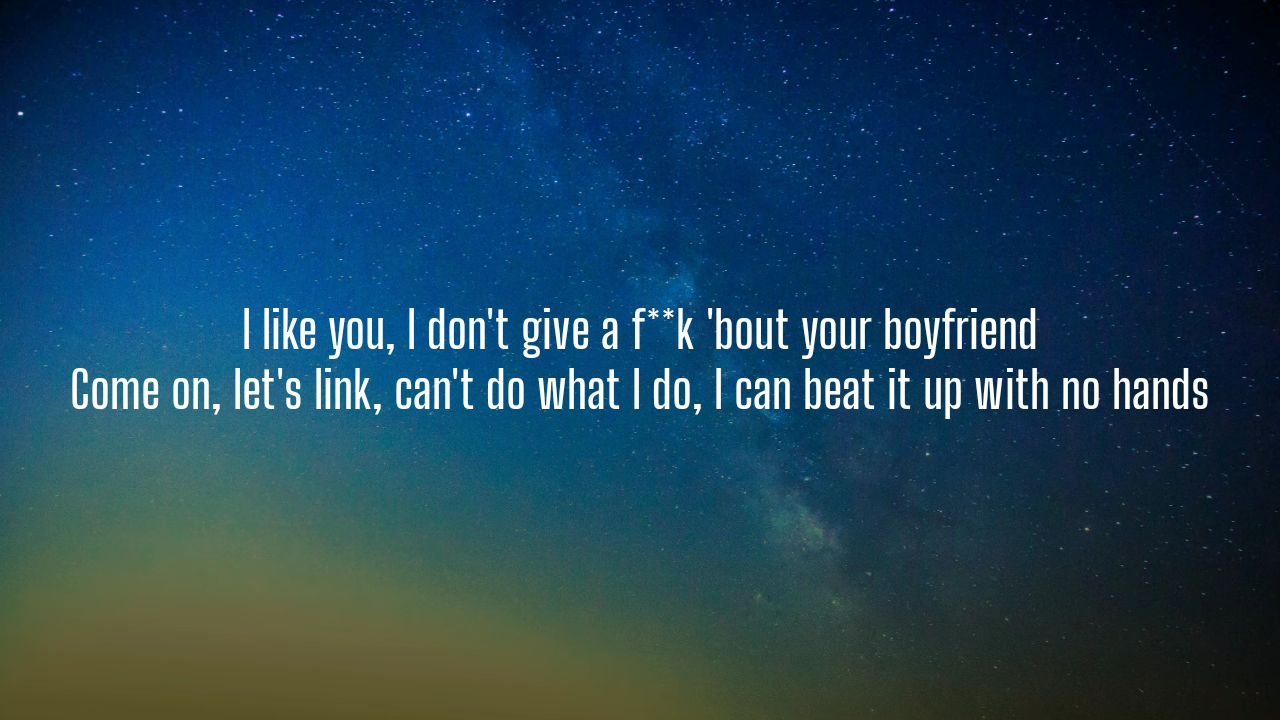 I like you, I don't give a f**k 'bout your boyfriend
Come on, let's link, can't do what I do, I can beat it up with no hands